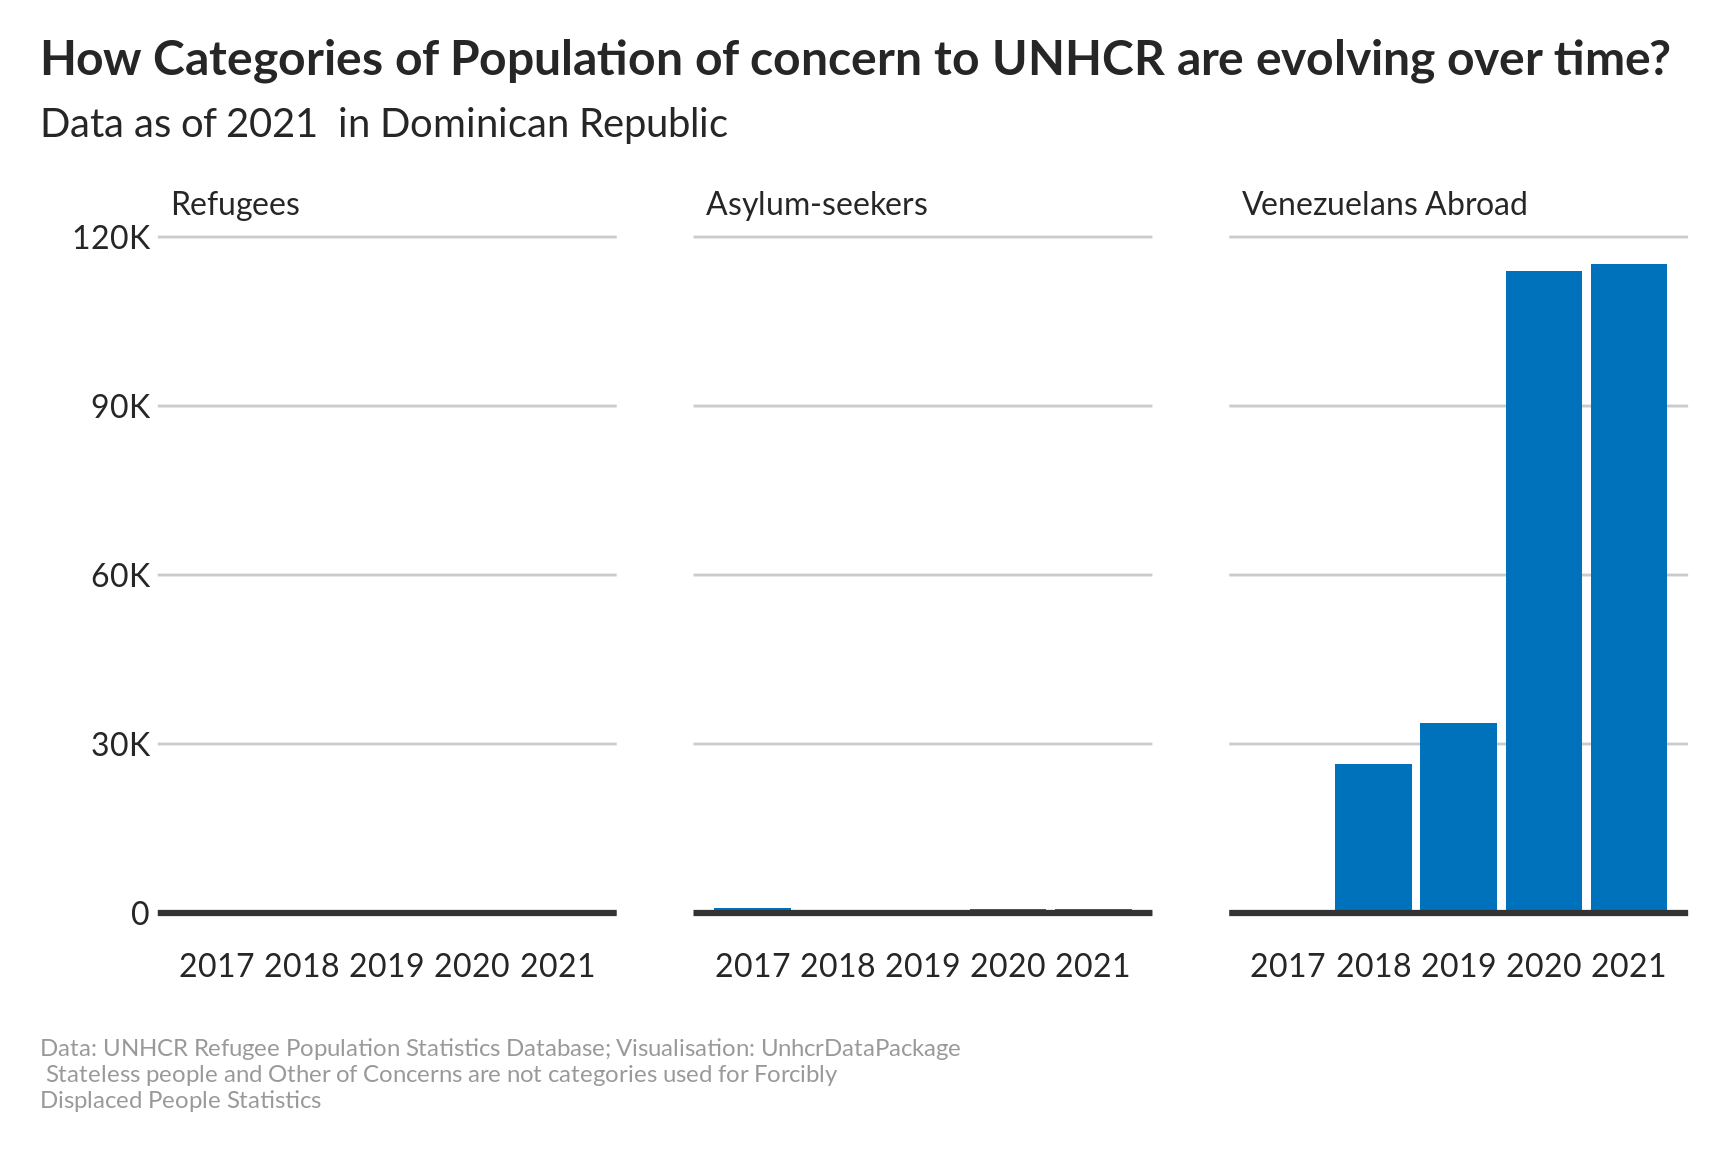 How Categories of Population of concern to UNHCR are evolving over time?
Data as of 2021  in Dominican Republic
Refugees
Asylum-seekers
Venezuelans Abroad
120K
90K
60K
30K
0
2017 2018 2019 2020 2021
2017 2018 2019 2020 2021
2017 2018 2019 2020 2021
Data: UNHCR Refugee Population Statistics Database; Visualisation: UnhcrDataPackage
Stateless people and Other of Concerns are not categories used for Forcibly
Displaced People Statistics